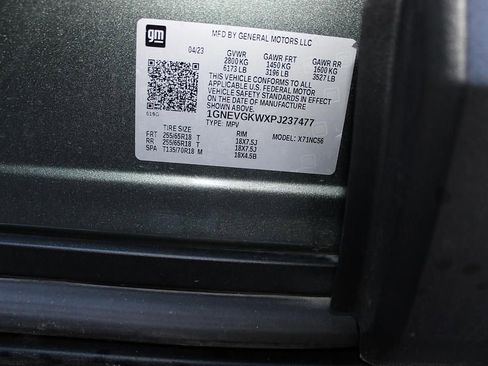 gm
MFD BY GENERAL MOTORS LLC
04/23 GVWR GAWR FRT GAWR RR
2800 KG 1450 KG 1600 KG
6173 LB 3196 LB 3527 LB
THIS VEHICLE CONFORMS TO ALL
APPLICABLE U.S. FEDERAL MOTOR
VEHICLE SAFETY STANDARDS IN EFFECT
ON THE DATE OF MANUFACTURE
SHOWN ABOVE.
1GNEVGKWXPJ237477
TYPE: MPV MODEL: X71NC56
TIRE SIZE RIM
FRT 255/65R18 T 18X7.5J
RR 255/65R18 T 18X7.5J
SPA T135/70R18 M 18X4.5B